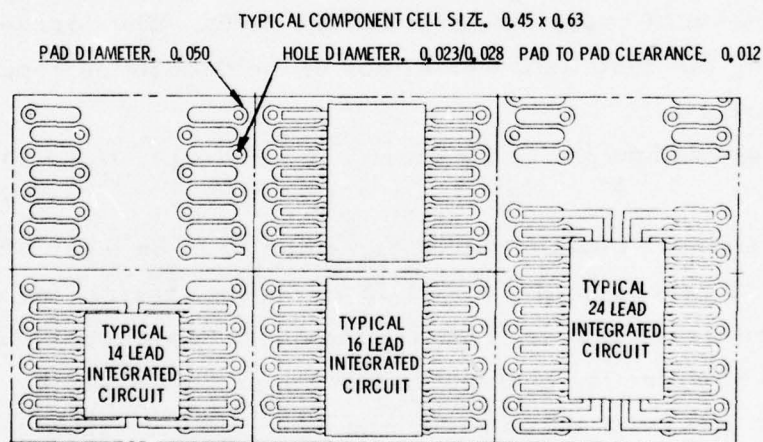 TYPICAL COMPONENT CELL SIZE. 0.45 x 0.63
PAD DIAMETER. 0.050 HOLE DIAMETER. 0.023/0.028 PAD TO PAD CLEARANCE. 0.012
TYPICAL
14 LEAD
INTEGRATED
CIRCUIT
TYPICAL
16 LEAD
INTEGRATED
CIRCUIT
TYPICAL
24 LEAD
INTEGRATED
CIRCUIT